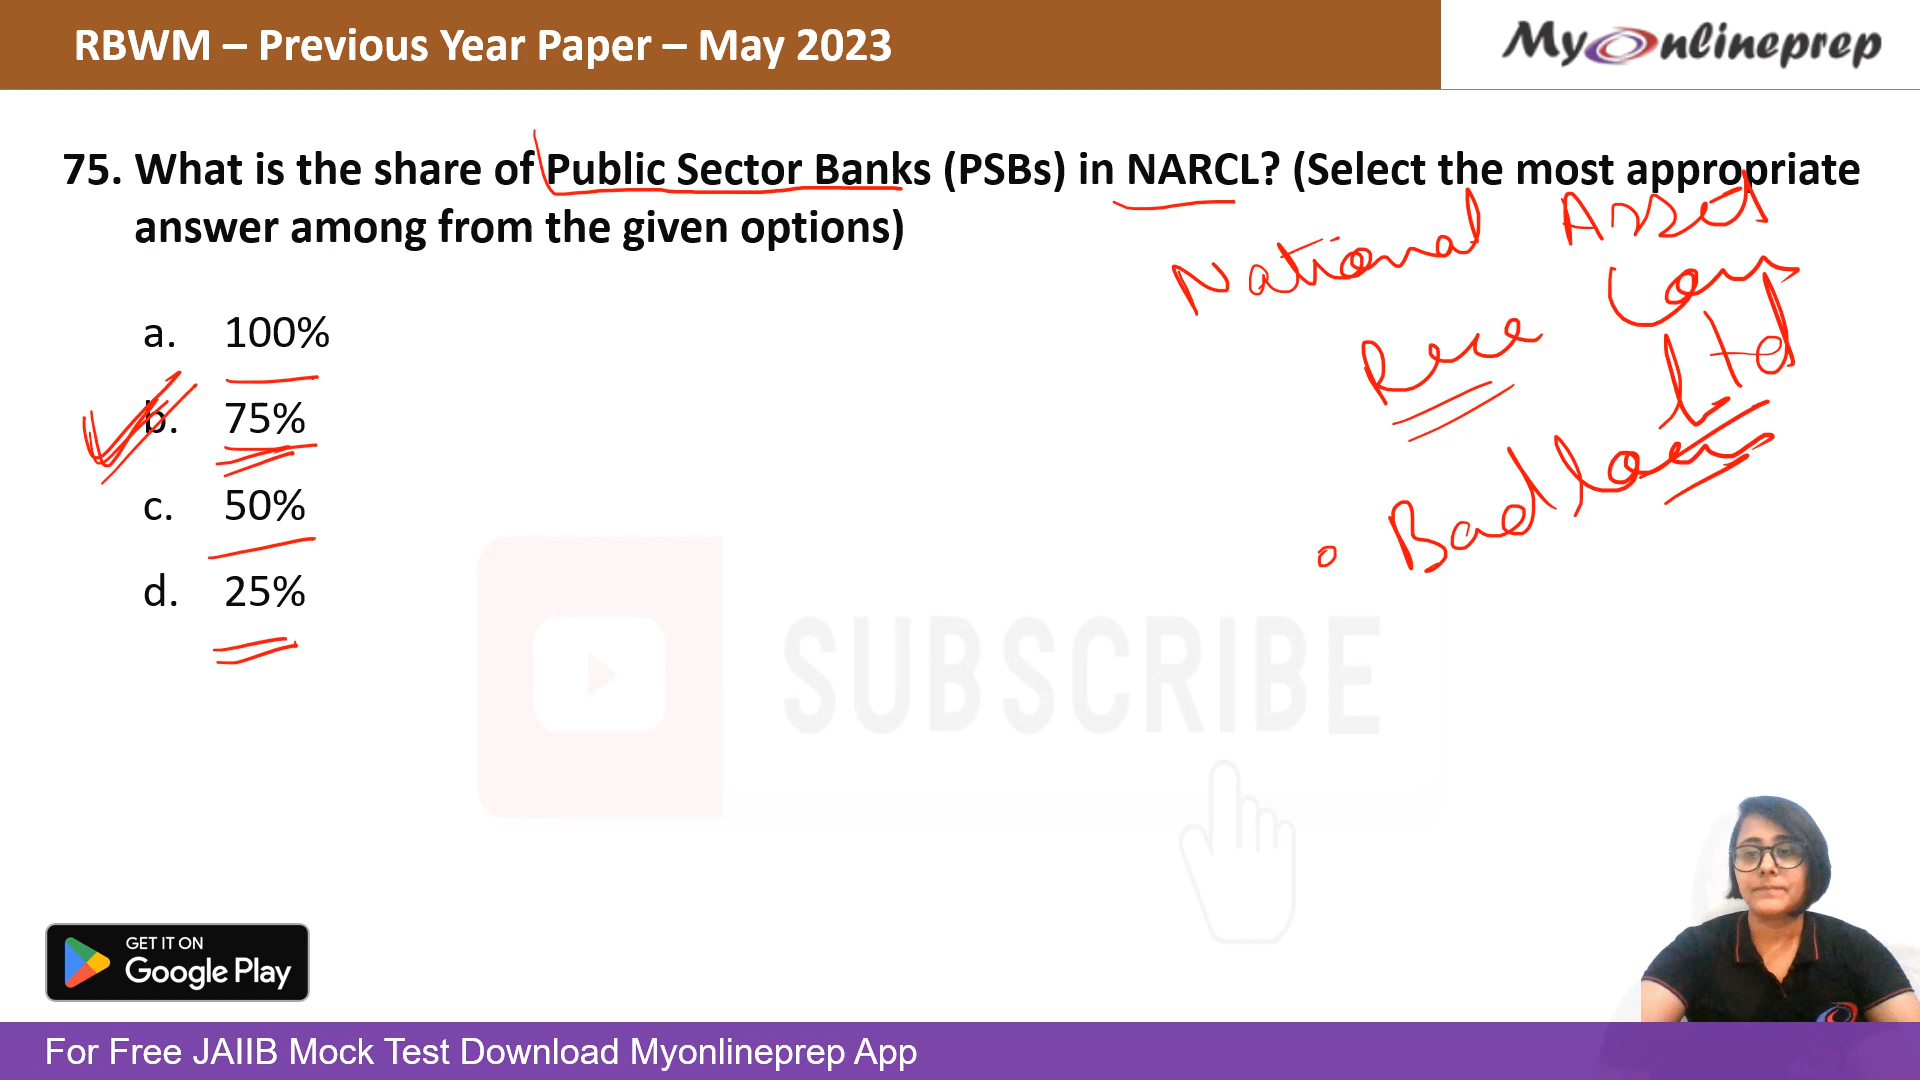 RBWM – Previous Year Paper – May 2023
Myonlineprep
75. What is the share of Public Sector Banks (PSBs) in NARCL? (Select the most appropriate
answer among from the given options)
National Asset
a. 100%
Rece Com
Ltd
b. 75%
Bad loan
c. 50%
d. 25%
SUBSCRIBE
GET IT ON
Google Play
For Free JAIIB Mock Test Download Myonlineprep App